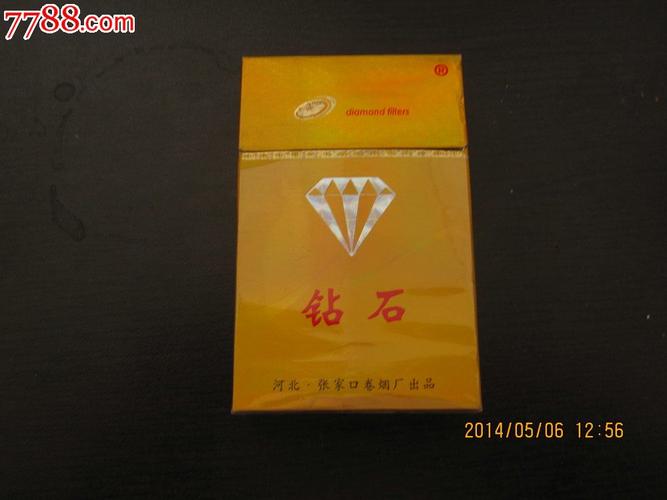 7788.com
®
diamond filters
钻石
河北·张家口卷烟厂出品
2014/05/06 12:56